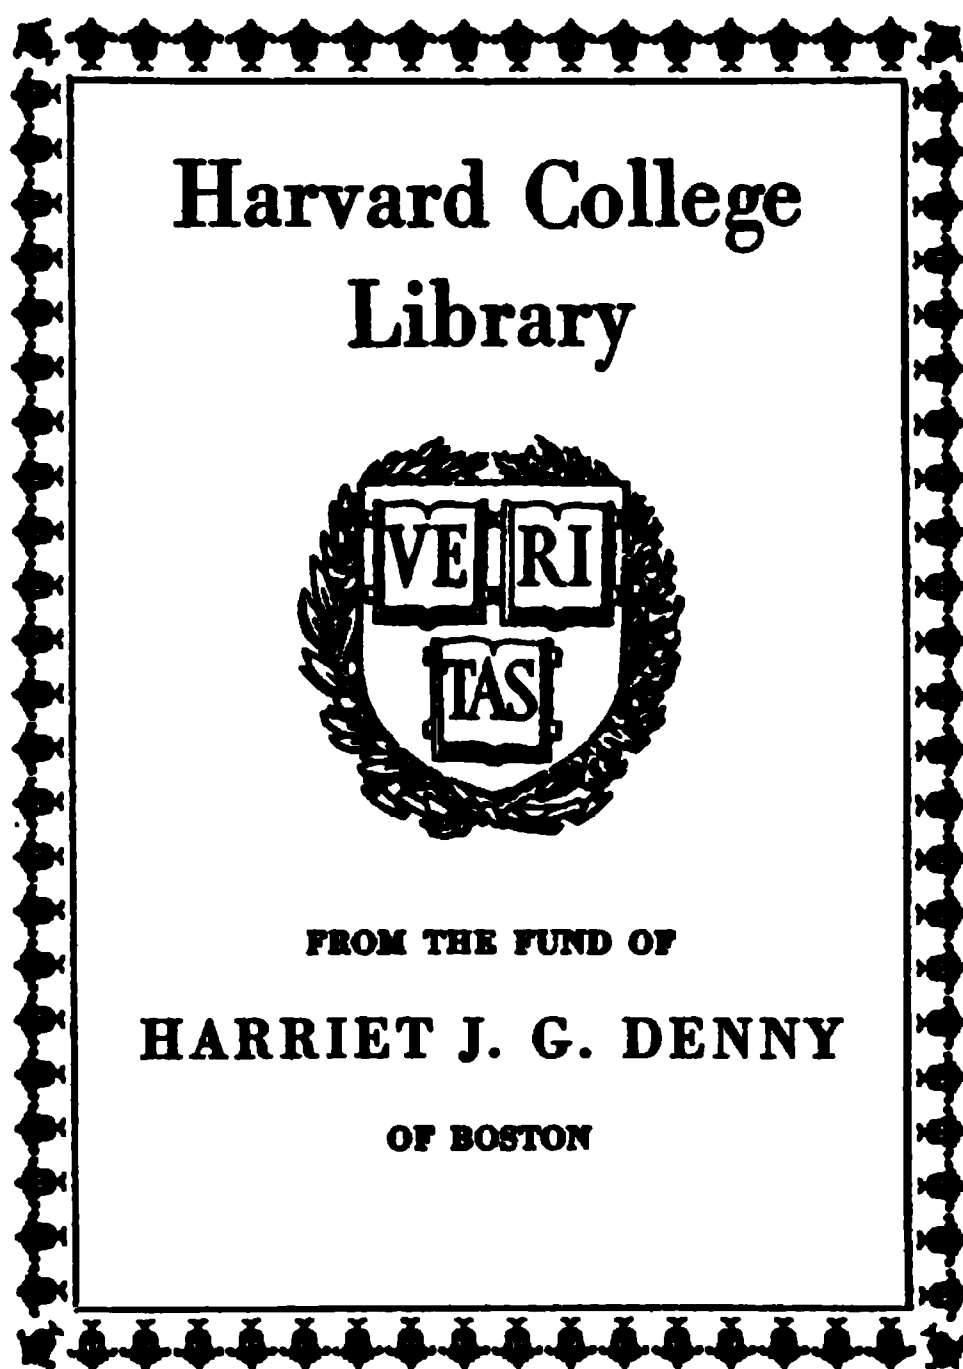 Harvard College
Library
VE RI
TAS
FROM THE FUND OF
HARRIET J. G. DENNY
OF BOSTON